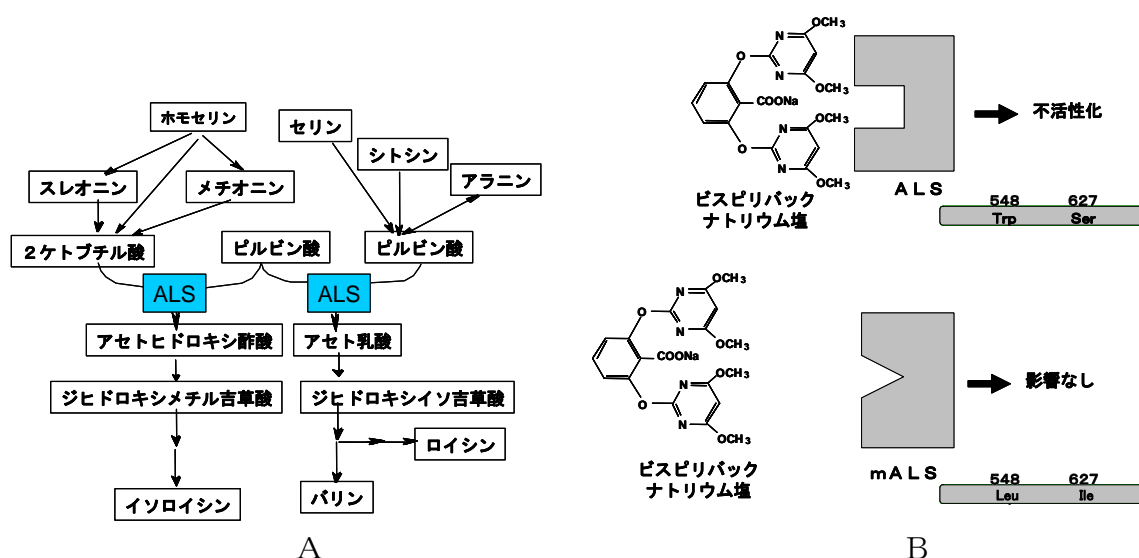 ホモセリン
セリン
シトシン
アラニン
スレオニン
メチオニン
2ケトブチル酸
ピルビン酸
ピルビン酸
ALS
ALS
アセトヒドロキシ酢酸
アセト乳酸
ジヒドロキシメチル吉草酸
ジヒドロキシイソ吉草酸
ロイシン
イソロイシン
バリン
A
OCH3
N
N
O
OCH3
COONa
OCH3
O
N
N
OCH3
ビスピリバック
ナトリウム塩
ALS
不活性化
548 627
Trp Ser
OCH3
N
N
O
OCH3
COONa
OCH3
O
N
N
OCH3
ビスピリバック
ナトリウム塩
mALS
影響なし
548 627
Leu Ile
B